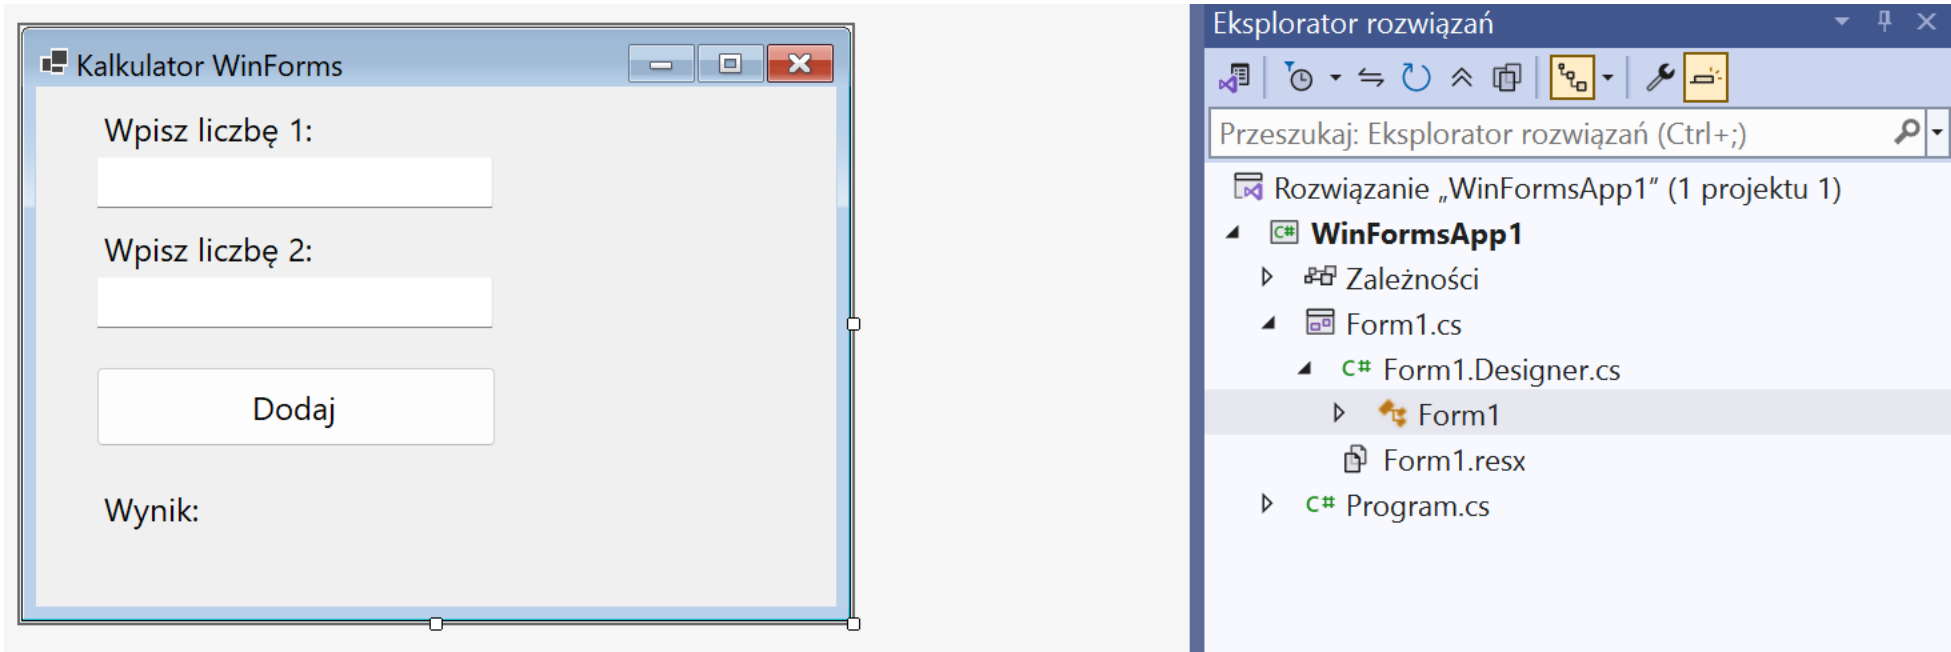 Kalkulator WinForms
Wpisz liczbę 1:
Wpisz liczbę 2:
Dodaj
Wynik:
Eksplorator rozwiązań
Przeszukaj: Eksplorator rozwiązań (Ctrl+;)
Rozwiązanie „WinFormsApp1” (1 projektu 1)
C# WinFormsApp1
Zależności
Form1.cs
C# Form1.Designer.cs
Form1
Form1.resx
C# Program.cs